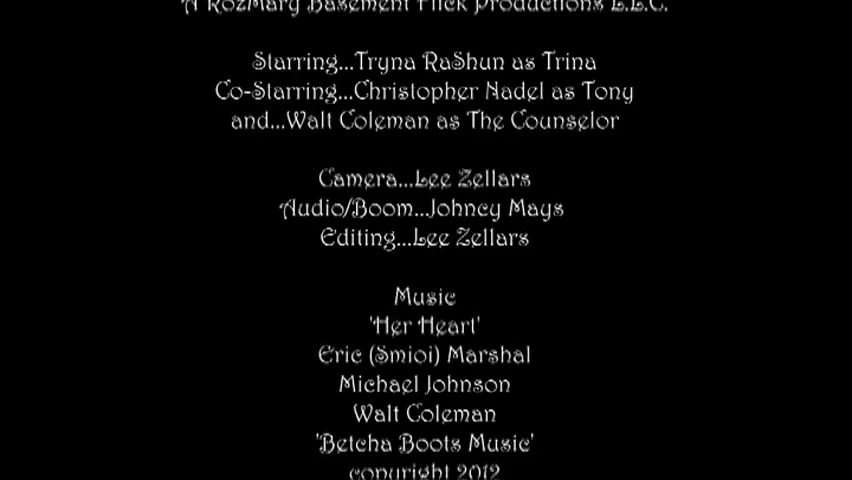 A RozMary Basement Flick Productions L.L.C.
Starring...Tryna RaShun as Trina
Co-Starring...Christopher Nadel as Tony
and...Walt Coleman as The Counselor
Camera...Lee Zellars
Audio/Boom...Johney Mays
Editing...Lee Zellars
Music
'Her Heart'
Eric (Smioi) Marshal
Michael Johnson
Walt Coleman
'Betcha Boots Music'
copyright 2012